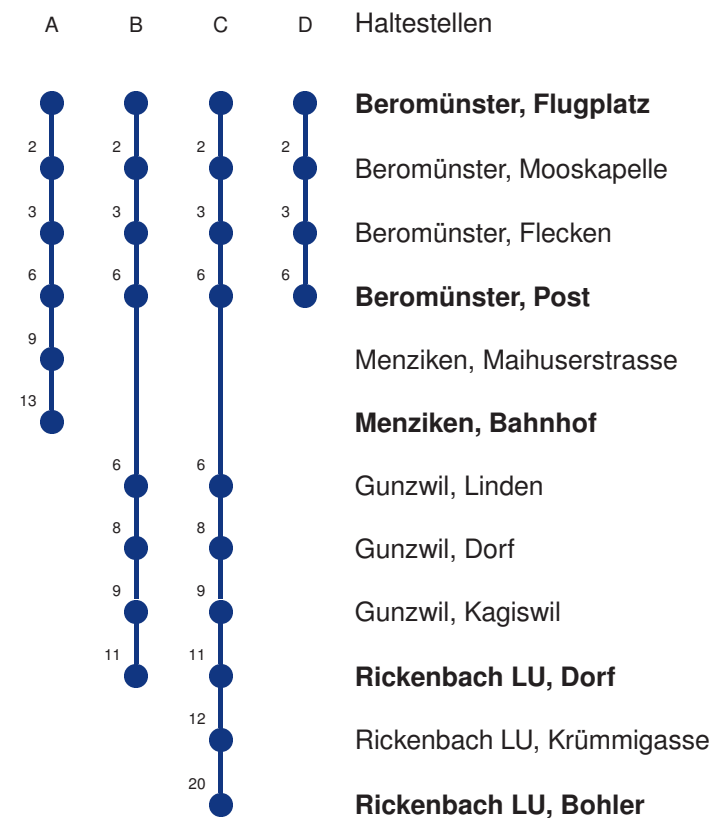 A B C D Haltestellen
Beromünster, Flugplatz
2 2 2 2 Beromünster, Mooskapelle
3 3 3 3 Beromünster, Flecken
6 6 6 6 Beromünster, Post
9 Menziken, Maihuserstrasse
13 Menziken, Bahnhof
6 6 Gunzwil, Linden
8 8 Gunzwil, Dorf
9 9 Gunzwil, Kagiswil
11 11 Rickenbach LU, Dorf
12 Rickenbach LU, Krümmigasse
20 Rickenbach LU, Bohler